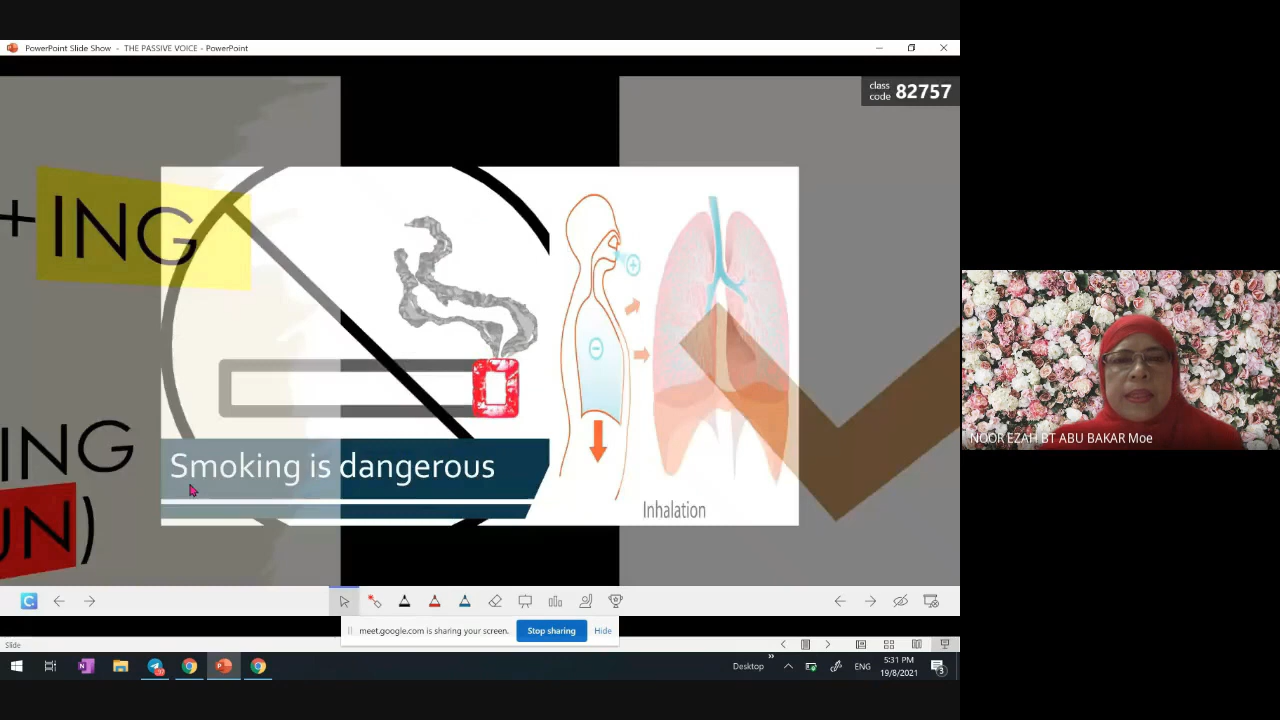 PowerPoint Slide Show - THE PASSIVE VOICE - PowerPoint
class
code 82757
+ING
ING
UN)
Smoking is dangerous
Inhalation
NOOR EZAH BT ABU BAKAR Moe
meet.google.com is sharing your screen. Stop sharing Hide
Slide
Desktop
ENG
5:31 PM
19/8/2021
3